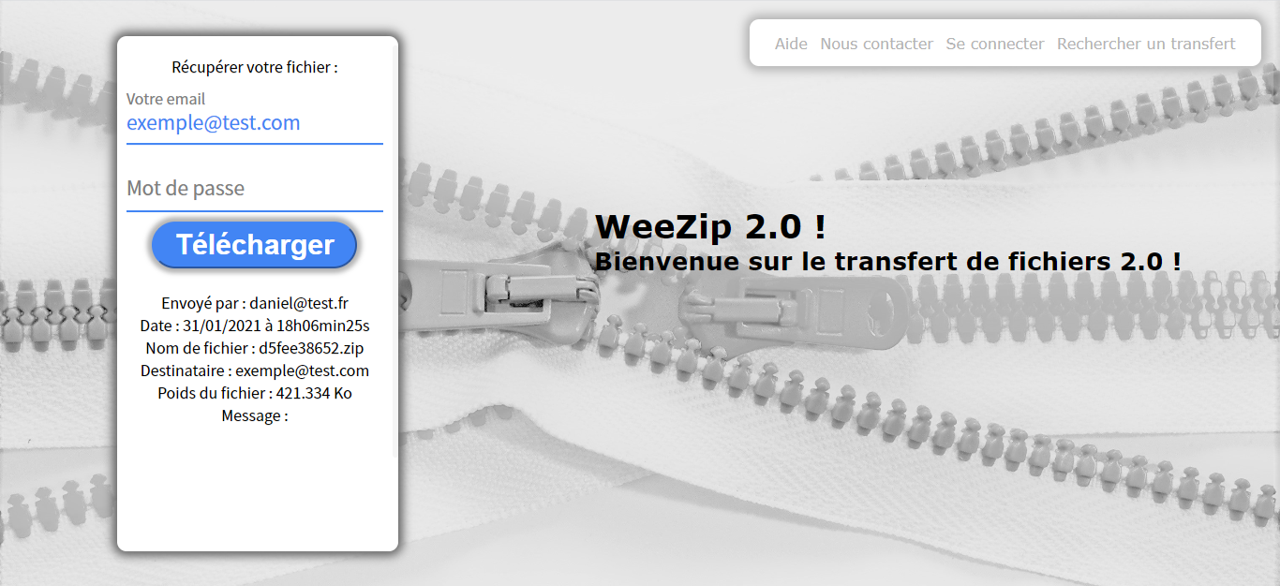 Aide Nous contacter Se connecter Rechercher un transfert
Récupérer votre fichier :
Votre email
exemple@test.com
Mot de passe
Télécharger
Envoyé par : daniel@test.fr
Date : 31/01/2021 à 18h06min25s
Nom de fichier : d5fee38652.zip
Destinataire : exemple@test.com
Poids du fichier : 421.334 Ko
Message :
WeeZip 2.0 !
Bienvenue sur le transfert de fichiers 2.0 !